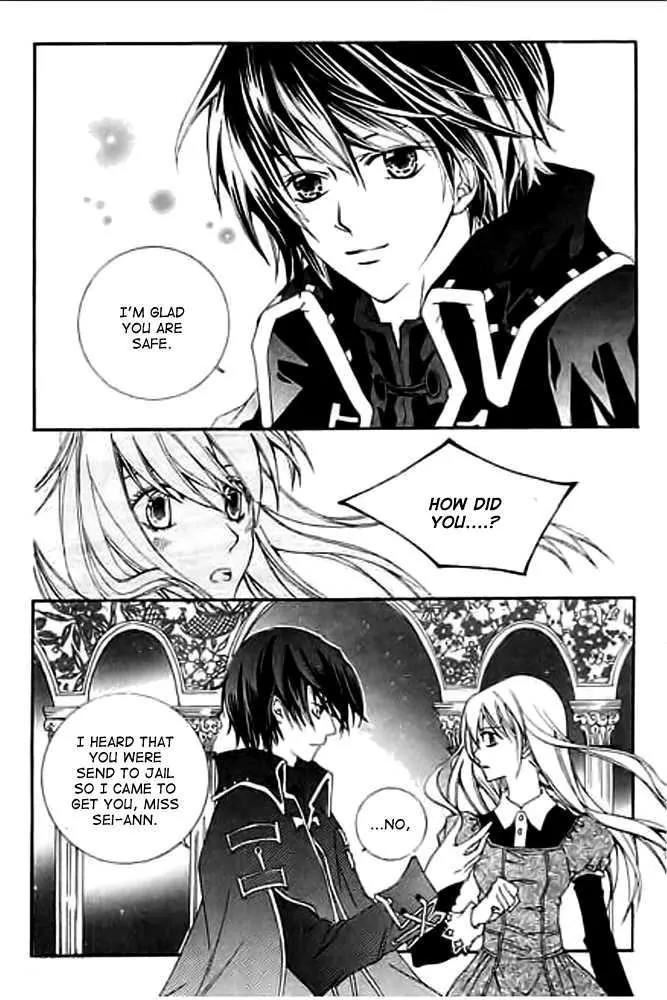 I'M GLAD
YOU ARE
SAFE.
HOW DID
YOU....?
I HEARD THAT
YOU WERE
SEND TO JAIL
SO I CAME TO
GET YOU, MISS
SEI-ANN.
...NO,